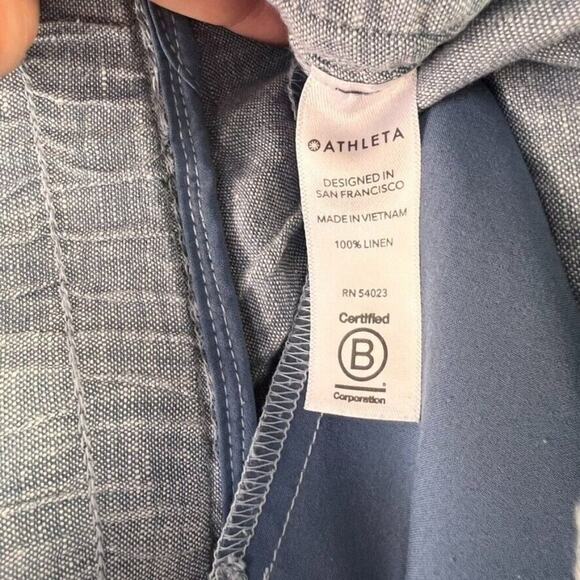 ATHLETA
DESIGNED IN
SAN FRANCISCO
MADE IN VIETNAM
100% LINEN
RN 54023
Certified
B
Corporation